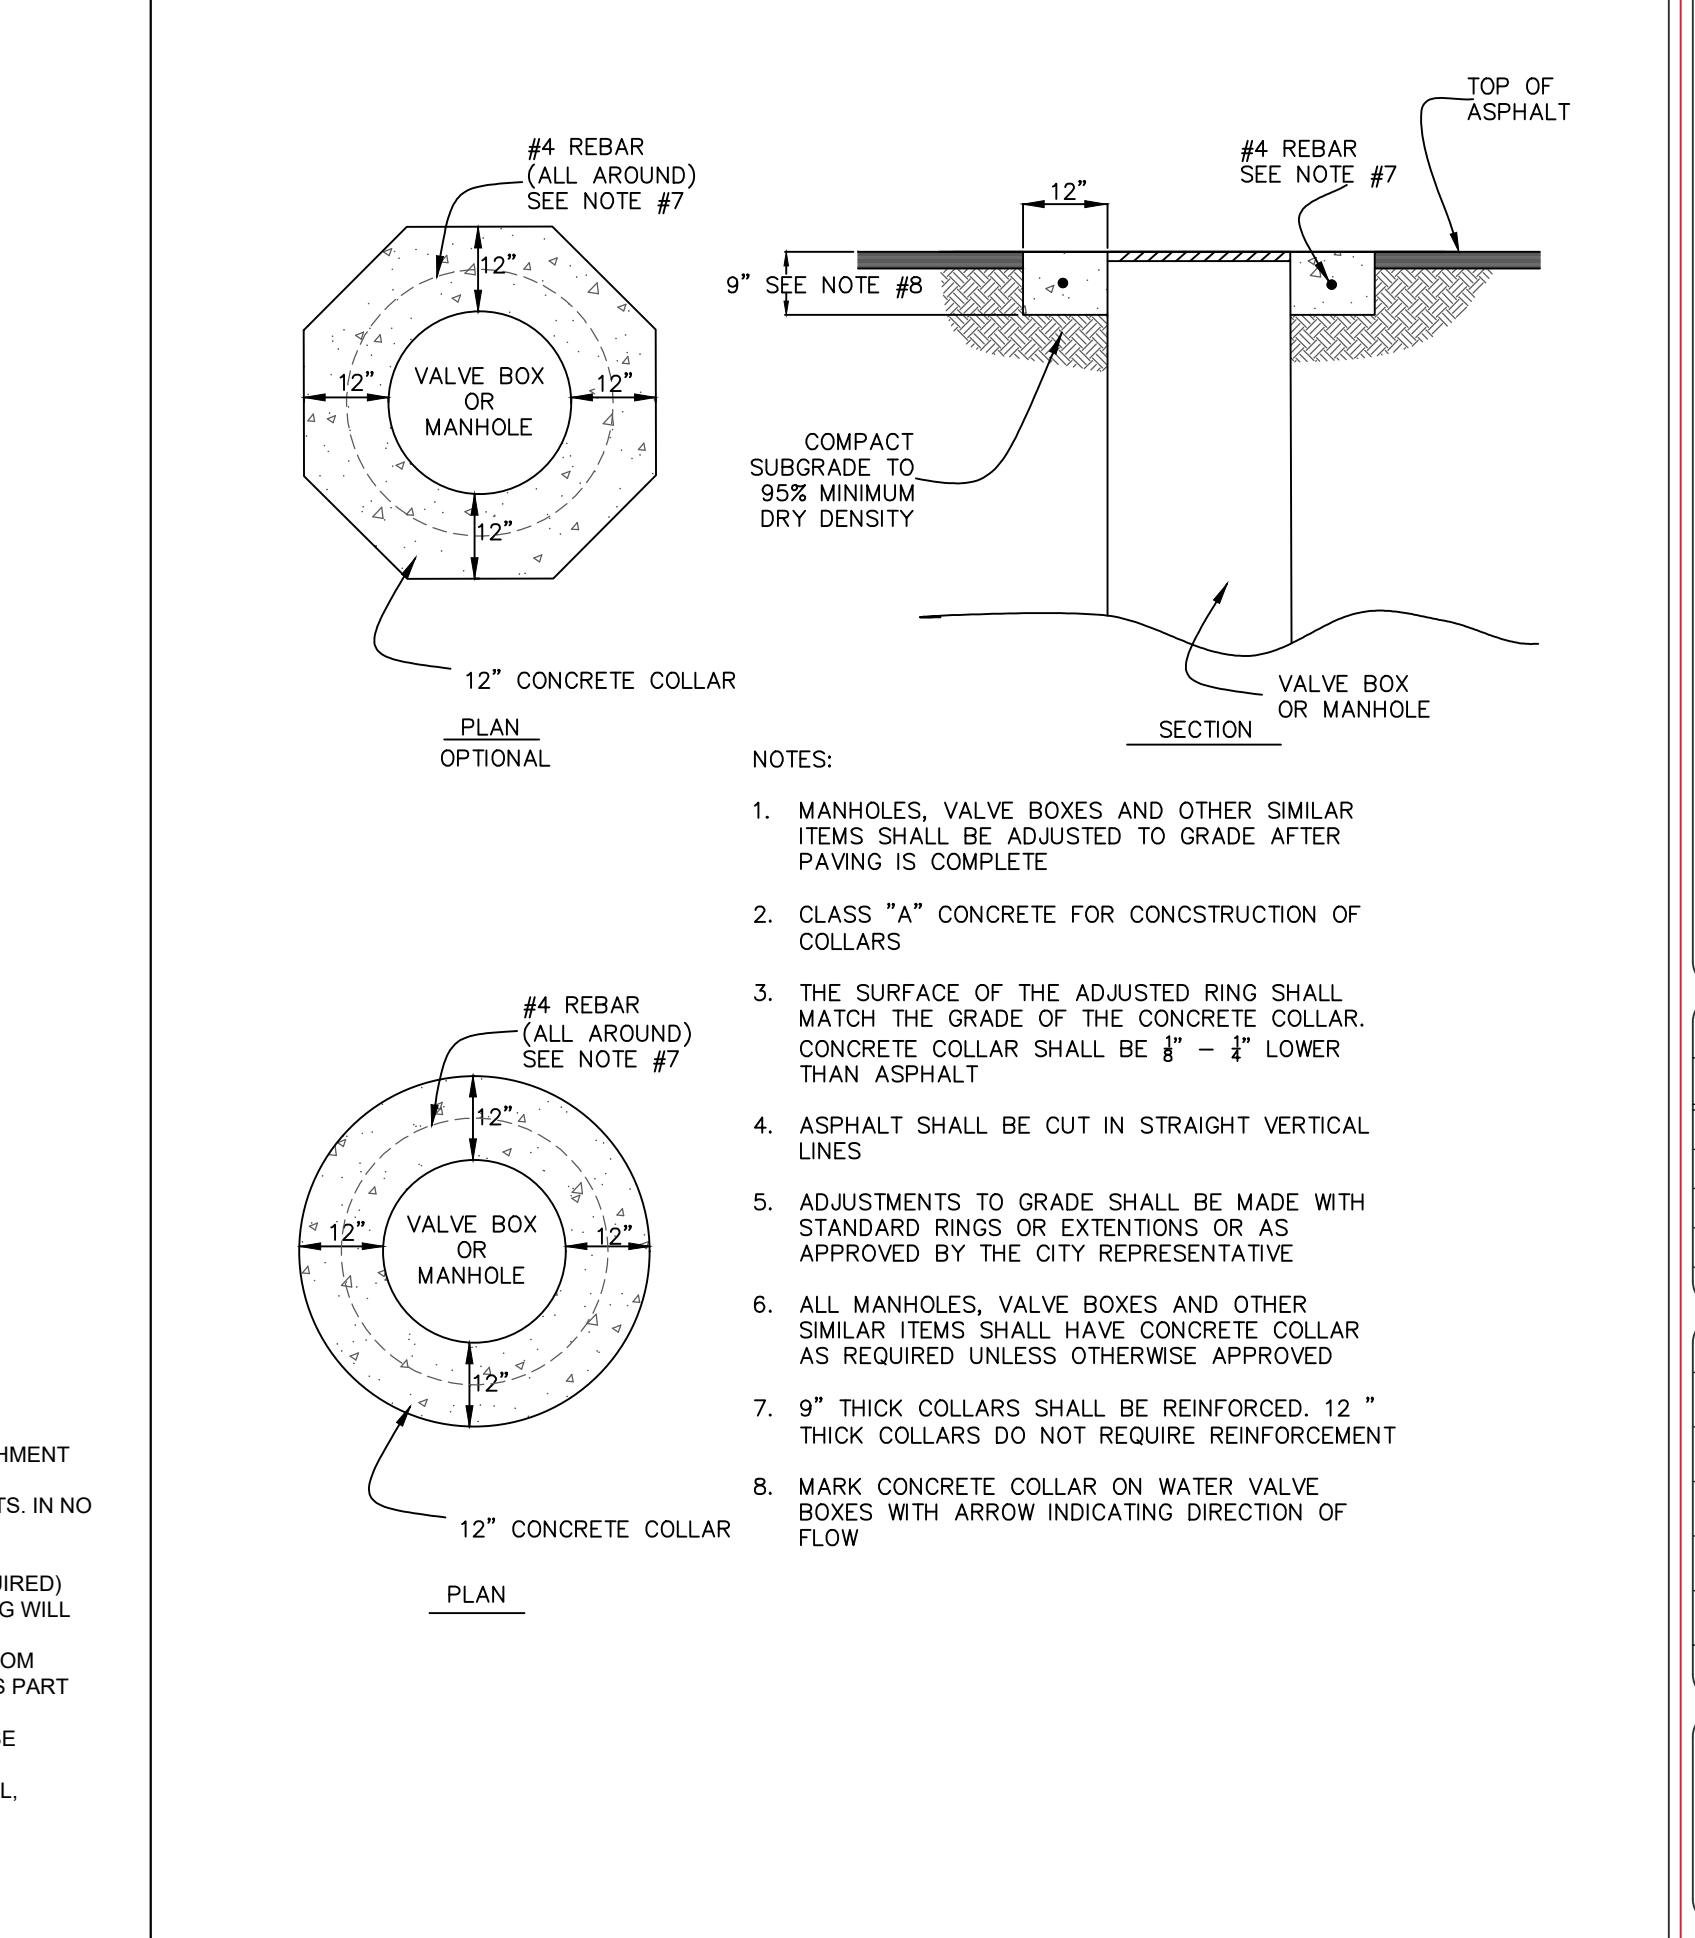 #4 REBAR
(ALL AROUND)
SEE NOTE #7
12"
12"
12"
12"
VALVE BOX
OR
MANHOLE
12" CONCRETE COLLAR
PLAN
OPTIONAL
TOP OF
ASPHALT
#4 REBAR
SEE NOTE #7
12"
9" SEE NOTE #8
COMPACT
SUBGRADE TO
95% MINIMUM
DRY DENSITY
VALVE BOX
OR MANHOLE
SECTION
#4 REBAR
(ALL AROUND)
SEE NOTE #7
12"
12"
12"
12"
VALVE BOX
OR
MANHOLE
12" CONCRETE COLLAR
PLAN
NOTES:
1. MANHOLES, VALVE BOXES AND OTHER SIMILAR
ITEMS SHALL BE ADJUSTED TO GRADE AFTER
PAVING IS COMPLETE
2. CLASS "A" CONCRETE FOR CONCSTRUCTION OF
COLLARS
3. THE SURFACE OF THE ADJUSTED RING SHALL
MATCH THE GRADE OF THE CONCRETE COLLAR.
CONCRETE COLLAR SHALL BE 1/8" – 1/4" LOWER
THAN ASPHALT
4. ASPHALT SHALL BE CUT IN STRAIGHT VERTICAL
LINES
5. ADJUSTMENTS TO GRADE SHALL BE MADE WITH
STANDARD RINGS OR EXTENTIONS OR AS
APPROVED BY THE CITY REPRESENTATIVE
6. ALL MANHOLES, VALVE BOXES AND OTHER
SIMILAR ITEMS SHALL HAVE CONCRETE COLLAR
AS REQUIRED UNLESS OTHERWISE APPROVED
7. 9" THICK COLLARS SHALL BE REINFORCED. 12 "
THICK COLLARS DO NOT REQUIRE REINFORCEMENT
8. MARK CONCRETE COLLAR ON WATER VALVE
BOXES WITH ARROW INDICATING DIRECTION OF
FLOW
HMENT
TS. IN NO
UIRED)
G WILL
OM
S PART
SE
L,